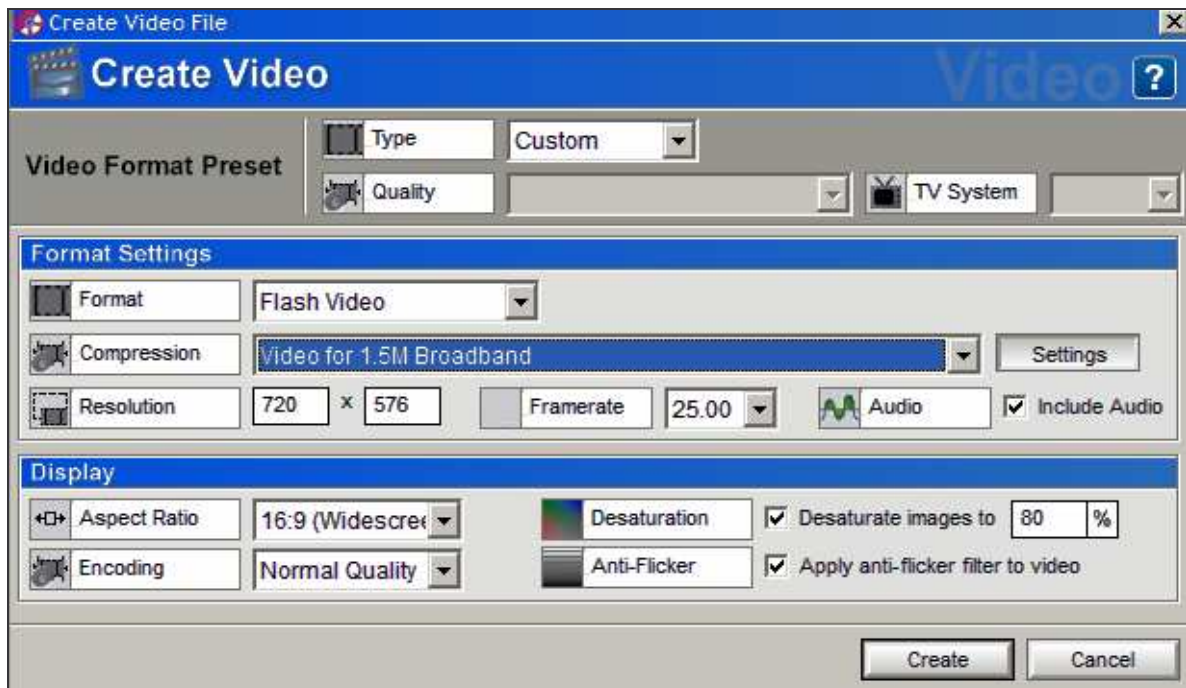 Create Video File
Create Video
Video
?
Video Format Preset
Type
Custom
Quality
TV System
Format Settings
Format
Flash Video
Compression
Video for 1.5M Broadband
Settings
Resolution
720 x 576
Framerate
25.00
Audio
Include Audio
Display
Aspect Ratio
16:9 (Widescree
Desaturation
Desaturate images to 80 %
Encoding
Normal Quality
Anti-Flicker
Apply anti-flicker filter to video
Create
Cancel